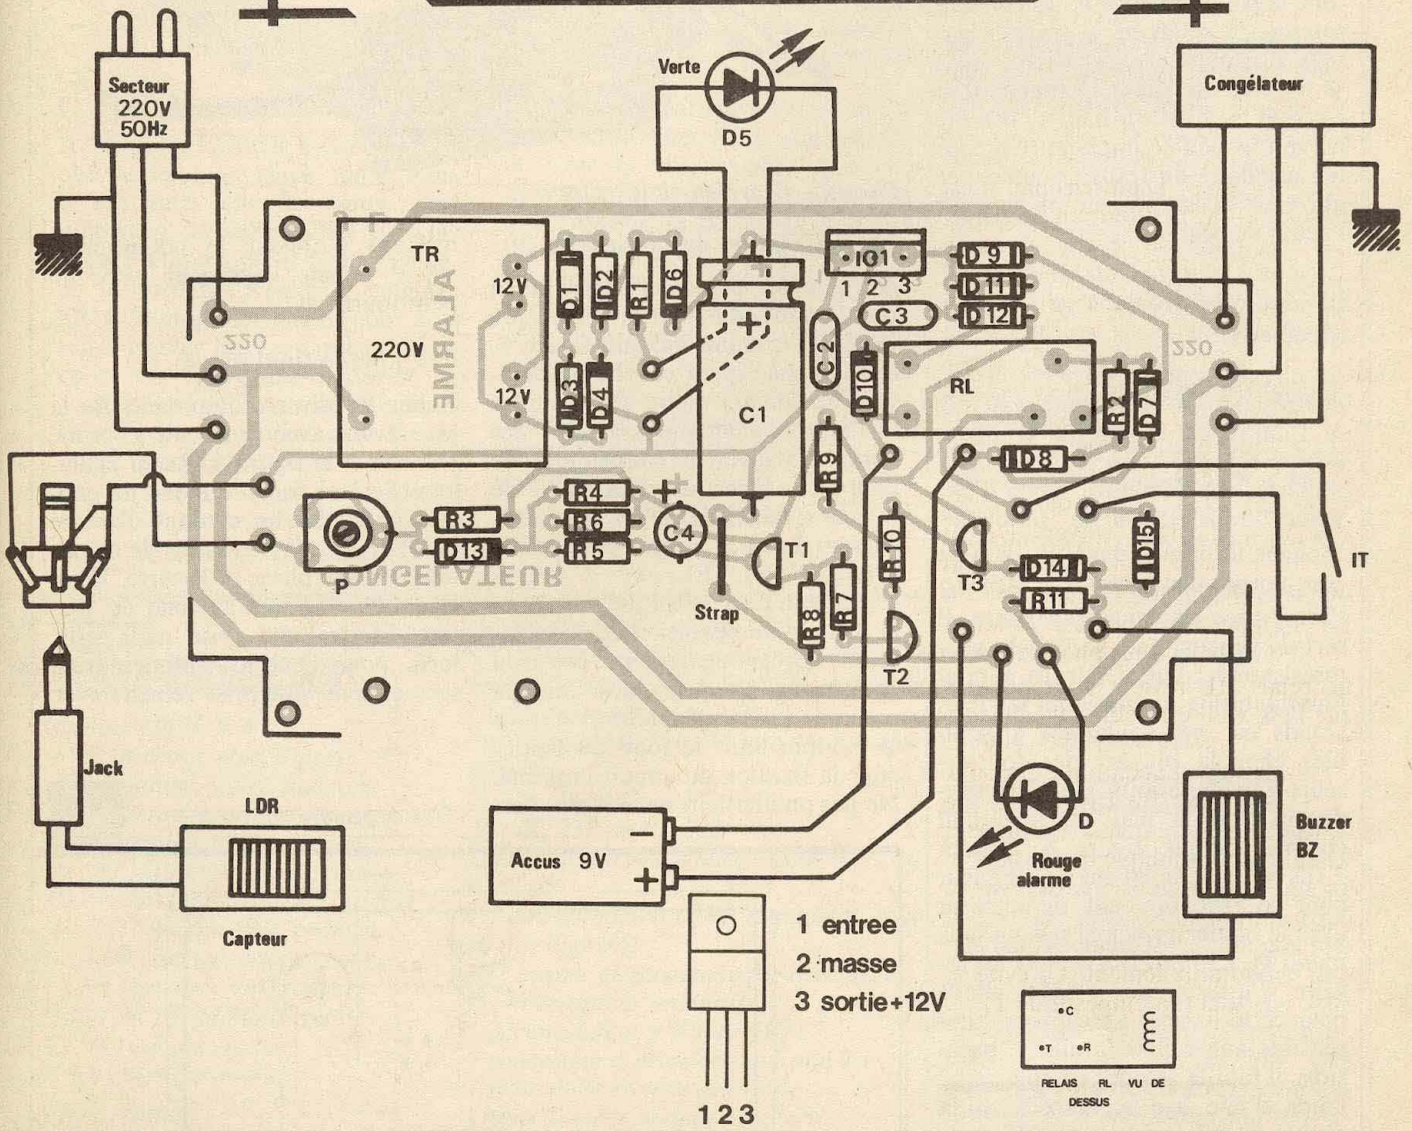 Secteur
220V
50Hz
Verte
D5
Congélateur
TR
12V
220V
12V
ALARME
220
D1
D2
R1
D6
D3
D4
+
+
C1
IC1
1 2 3
C3
C2
D9
D11
D12
D10
RL
R2
D7
220
R9
D8
R3
D13
R4
R6
R5
+
C4
P
CONGELATEUR
Strap
T1
R8
R7
R10
T2
T3
D14
R11
D15
IT
Jack
LDR
Capteur
Accus 9V
−
+
D
Rouge
alarme
Buzzer
BZ
1 entree
2 masse
3 sortie+12V
123
C
T
R
RELAIS RL VU DE
DESSUS